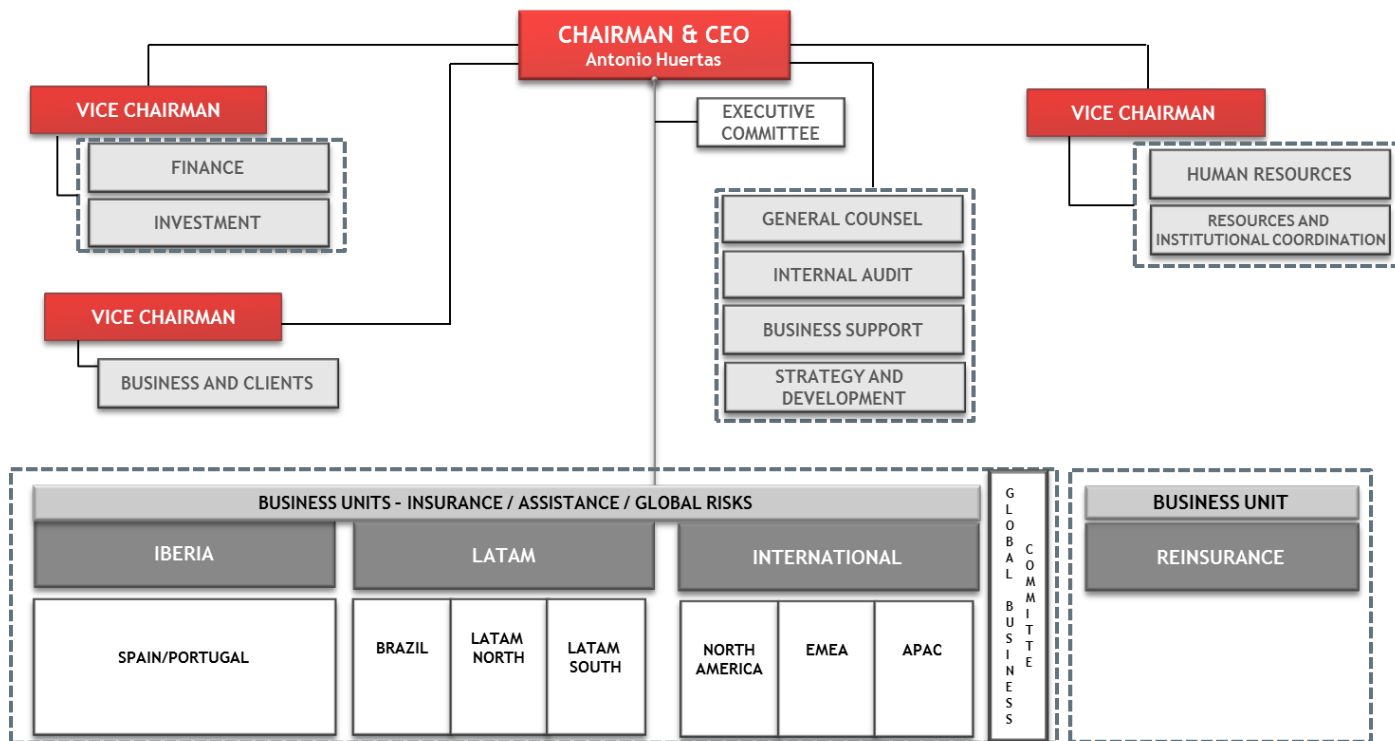 CHAIRMAN & CEO
Antonio Huertas
VICE CHAIRMAN
FINANCE
INVESTMENT
VICE CHAIRMAN
BUSINESS AND CLIENTS
EXECUTIVE
COMMITTEE
GENERAL COUNSEL
INTERNAL AUDIT
BUSINESS SUPPORT
STRATEGY AND
DEVELOPMENT
VICE CHAIRMAN
HUMAN RESOURCES
RESOURCES AND
INSTITUTIONAL COORDINATION
BUSINESS UNITS - INSURANCE / ASSISTANCE / GLOBAL RISKS
IBERIA
LATAM
INTERNATIONAL
SPAIN/PORTUGAL
BRAZIL
LATAM
NORTH
LATAM
SOUTH
NORTH
AMERICA
EMEA
APAC
GLOBAL BUSINESS
COMMITTE
BUSINESS UNIT
REINSURANCE